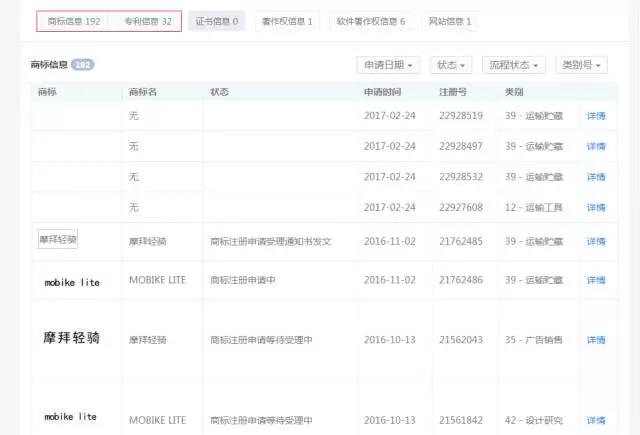 商标信息 192 专利信息 32 证书信息 0 著作权信息 1 软件著作权信息 6 网站信息 1
商标信息 192 申请日期 状态 流程状态 类别号
商标 商标名 状态 申请时间 注册号 类别
无 2017-02-24 22928519 39 - 运输贮藏 详情
无 2017-02-24 22928497 39 - 运输贮藏 详情
无 2017-02-24 22928532 39 - 运输贮藏 详情
无 2017-02-24 22927608 12 - 运输工具 详情
摩拜轻骑 摩拜轻骑 商标注册申请受理通知书发文 2016-11-02 21762485 39 - 运输贮藏 详情
mobike lite MOBIKE LITE 商标注册申请中 2016-11-02 21762486 39 - 运输贮藏 详情
摩拜轻骑 摩拜轻骑 商标注册申请等待受理中 2016-10-13 21562043 35 - 广告销售 详情
mobike lite MOBIKE LITE 商标注册申请等待受理中 2016-10-13 21561842 42 - 设计研究 详情